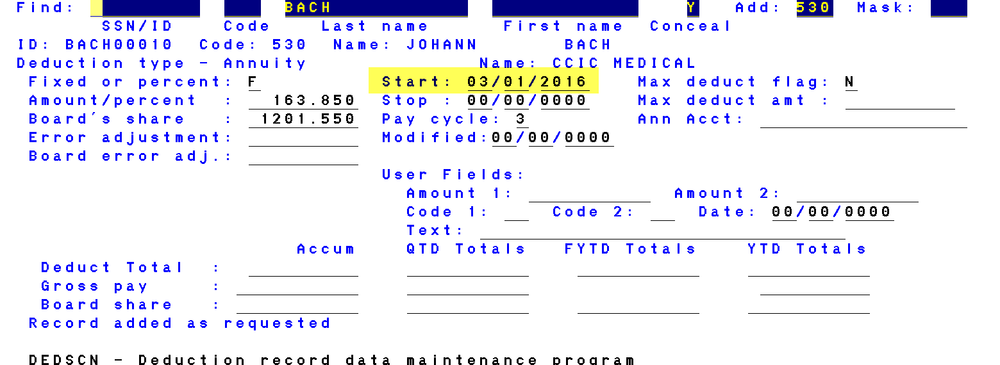 Find: BACH Y Add: 530 Mask:
SSN/ID Code Last name First name Conceal
ID: BACH00010 Code: 530 Name: JOHANN BACH
Deduction type - Annuity Name: CCIC MEDICAL
Fixed or percent: F Start: 03/01/2016 Max deduct flag: N
Amount/percent : 163.850 Stop : 00/00/0000 Max deduct amt :
Board's share : 1201.550 Pay cycle: 3 Ann Acct:
Error adjustment: Modified:00/00/0000
Board error adj.:
User Fields:
Amount 1: Amount 2:
Code 1: Code 2: Date: 00/00/0000
Text:
Accum QTD Totals FYTD Totals YTD Totals
Deduct Total :
Gross pay :
Board share :
Record added as requested
DEDSCN - Deduction record data maintenance program